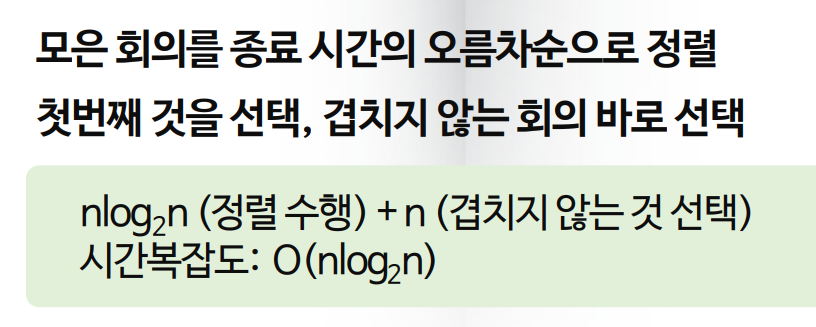 모은 회의를 종료 시간의 오름차순으로 정렬
첫번째 것을 선택, 겹치지 않는 회의 바로 선택
nlog₂n (정렬 수행) + n (겹치지 않는 것 선택)
시간복잡도: O(nlog₂n)